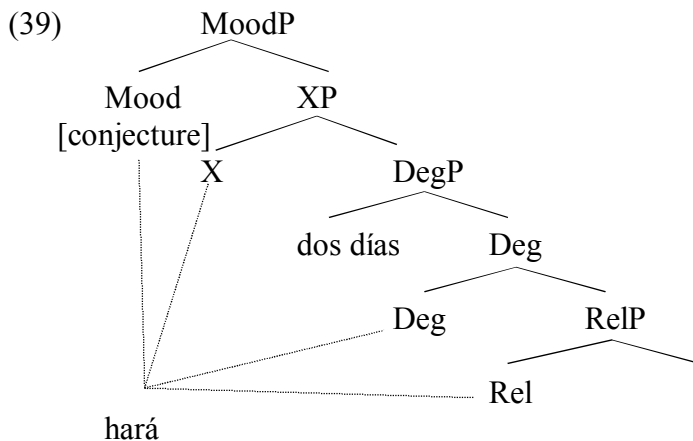 (39) MoodP
Mood XP
[conjecture]
X DegP
dos días Deg
Deg RelP
Rel
hará